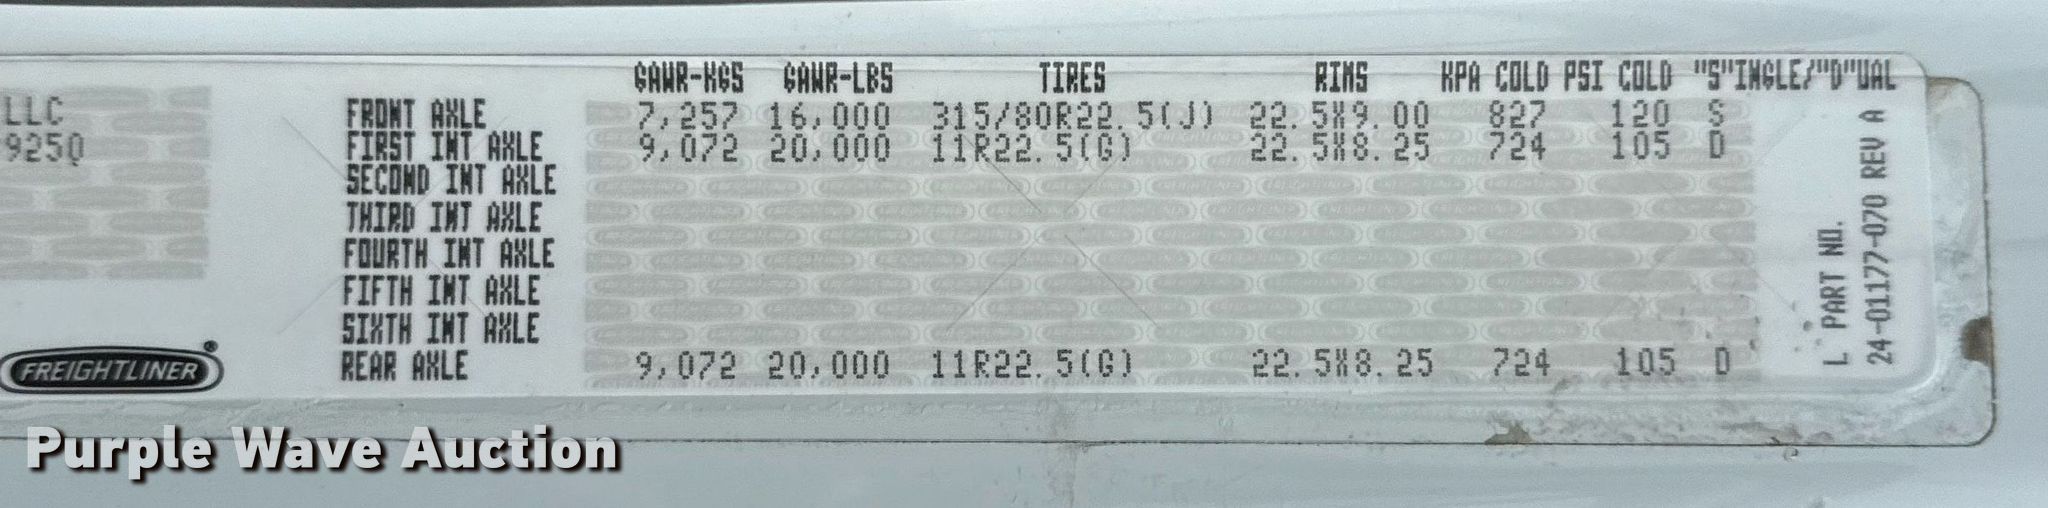 GAWR-KGS GAWR-LBS TIRES RIMS KPA COLD PSI COLD "S"INGLE/"D"UAL
LLC
925Q
FRONT AXLE 7,257 16,000 315/80R22.5(J) 22.5X9.00 827 120 S
FIRST INT AXLE 9,072 20,000 11R22.5(G) 22.5X8.25 724 105 D
SECOND INT AXLE
THIRD INT AXLE
FOURTH INT AXLE
FIFTH INT AXLE
SIXTH INT AXLE
REAR AXLE 9,072 20,000 11R22.5(G) 22.5X8.25 724 105 D
L PART NO.
24-01177-070 REV A
FREIGHTLINER®
Purple Wave Auction